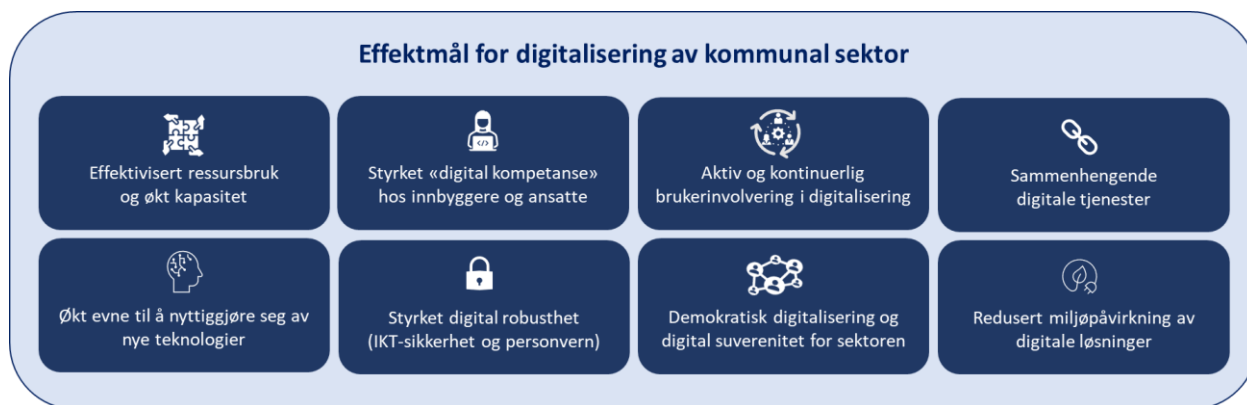 Effektmål for digitalisering av kommunal sektor
Effektivisert ressursbruk
og økt kapasitet
Styrket «digital kompetanse»
hos innbyggere og ansatte
Aktiv og kontinuerlig
brukerinvolvering i digitalisering
Sammenhengende
digitale tjenester
Økt evne til å nyttiggjøre seg av
nye teknologier
Styrket digital robusthet
(IKT-sikkerhet og personvern)
Demokratisk digitalisering og
digital suverenitet for sektoren
Redusert miljøpåvirkning av
digitale løsninger